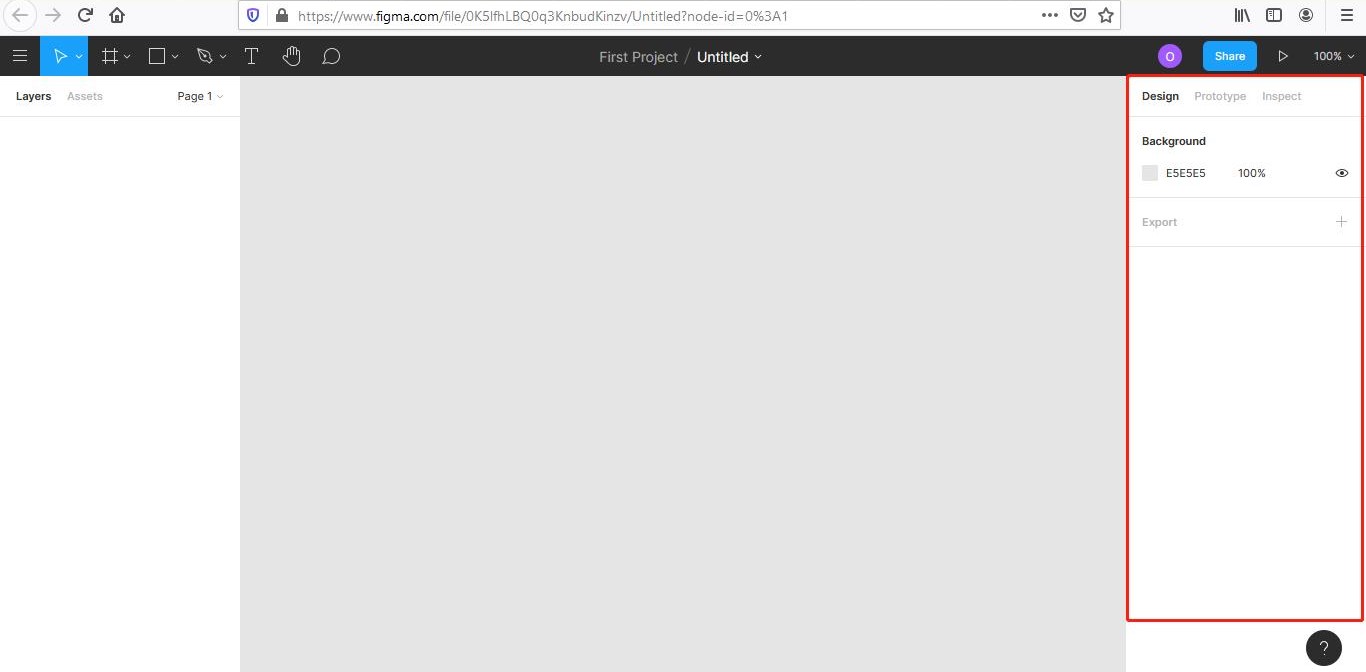 https://www.figma.com/file/0K5IfhLBQ0q3KnbudKinzv/Untitled?node-id=0%3A1
First Project / Untitled
O
Share
100%
Layers
Assets
Page 1
Design
Prototype
Inspect
Background
E5E5E5
100%
Export
?